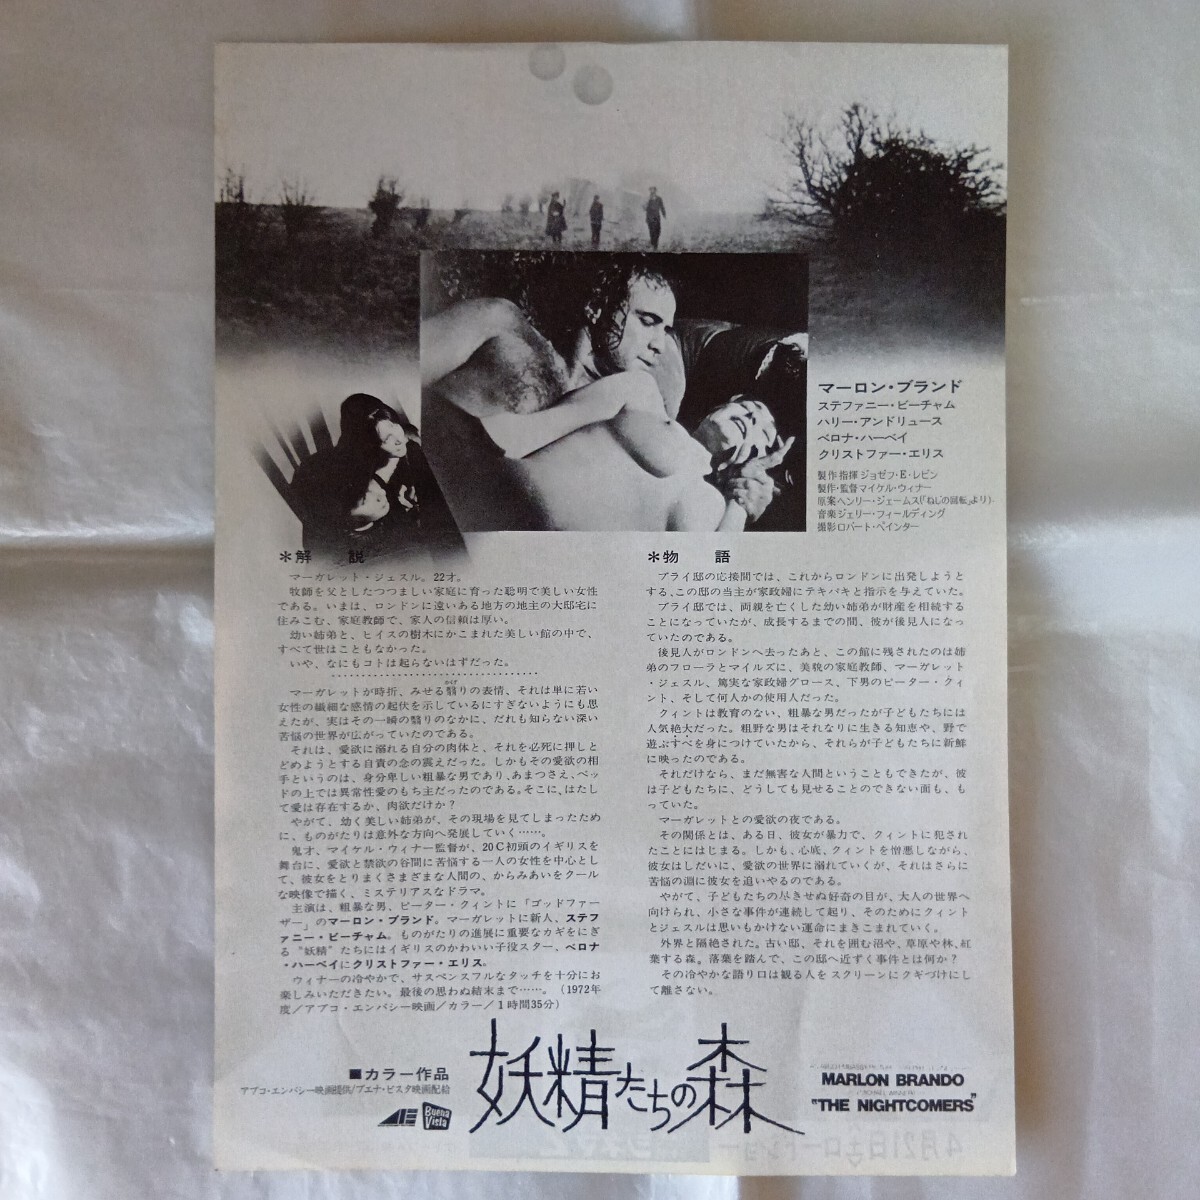 マーロン・ブランド
ステファニー・ビーチャム
ハリー・アンドリュース
ベロナ・ハーベイ
クリストファー・エリス
製作指揮 ジョゼフ・E・レビン
製作・監督 マイケル・ウィナー
原案 ヘンリー・ジェームス(「ねじの回転」より)
音楽 ジェリー・フィールディング
撮影 ロバート・ペインター
＊解説
マーガレット・ジェスル。22才。
牧師を父としたつつましい家庭に育った聡明で美しい女性
である。いまは、ロンドンに遠いある地方の地主の大邸宅に
住みこむ、家庭教師で、家人の信頼は厚い。
幼い姉弟と、ヒイスの樹木にかこまれた美しい館の中で、
すべて世はこともなかった。
いや、なにもコトは起らないはずだった。
………………………………
マーガレットが時折、みせる翳りの表情、それは単に若い
女性の繊細な感情の起伏を示しているにすぎないようにも思
えたが、実はその一瞬の翳りのなかに、だれも知らない深い
苦悩の世界が広がっていたのである。
それは、愛欲に溺れる自分の肉体と、それを必死に押しと
どめようとする自責の念の震えだった。しかもその愛欲の相
手というのは、身分卑しい粗暴な男であり、あまつさえ、ベッ
ドの上では異常性愛のもち主だったのである。そこに、はたし
て愛は存在するか、肉欲だけか？
やがて、幼く美しい姉弟が、その現場を見てしまったため
に、ものがたりは意外な方向へ発展していく……。
鬼才、マイケル・ウィナー監督が、20C初頭のイギリスを
舞台に、愛欲と禁欲の谷間に苦悩する一人の女性を中心とし
て、彼女をとりまくさまざまな人間の、からみあいをクール
な映像で描く、ミステリアスなドラマ。
主演は、粗暴な男、ピーター・クィントに「ゴッドファー
ザー」のマーロン・ブランド。マーガレットに新人、ステフ
ァニー・ビーチャム。ものがたりの進展に重要なカギをにぎ
る“妖精”たちにはイギリスのかわいい子役スター、ベロナ
・ハーベイにクリストファー・エリス。
ウィナーの冷やかで、サスペンスフルなタッチを十分にお
楽しみいただきたい。最後の思わぬ結末まで……。(1972年
度／アブコ・エンバシー映画／カラー／1時間35分)
＊物語
ブライ邸の応接間では、これからロンドンに出発しようと
する、この邸の当主が家政婦にテキパキと指示を与えていた。
ブライ邸では、両親を亡くした幼い姉弟が財産を相続する
ことになっていたが、成長するまでの間、彼が後見人になっ
ていたのである。
後見人がロンドンへ去ったあと、この館に残されたのは姉
弟のフローラとマイルズに、美貌の家庭教師、マーガレット
・ジェスル、篤実な家政婦グロース、下男のピーター・クィ
ント、そして何人かの使用人だった。
クィントは教育のない、粗暴な男だったが子どもたちには
人気絶大だった。粗野な男はそれなりに生きる知恵や、野で
遊ぶすべを身につけていたから、それらが子どもたちに新鮮
に映ったのである。
それだけなら、まだ無害な人間ということもできたが、彼
は子どもたちに、どうしても見せることのできない面も、も
っていた。
マーガレットとの愛欲の夜である。
その関係とは、ある日、彼女が暴力で、クィントに犯され
たことにはじまる。しかも、心底、クィントを憎悪しながら、
彼女はしだいに、愛欲の世界に溺れていくが、それはさらに
苦悩の淵に彼女を追いやるのである。
やがて、子どもたちの尽きせぬ好奇の目が、大人の世界へ
向けられ、小さな事件が連続して起り、そのためにクィント
とジェスルは思いもかけない運命にまきこまれていく。
外界と隔絶された。古い邸、それを囲む沼や、草原や林、紅
葉する森。落葉を踏んで、この邸へ近ずく事件とは何か？
その冷やかな語り口は観る人をスクリーンにクギづけにし
て離さない。
■カラー作品
アブコ・エンバシー映画提供／ブエナ・ビスタ映画配給
AE
Buena Vista
妖精たちの森
MARLON BRANDO
"THE NIGHTCOMERS"